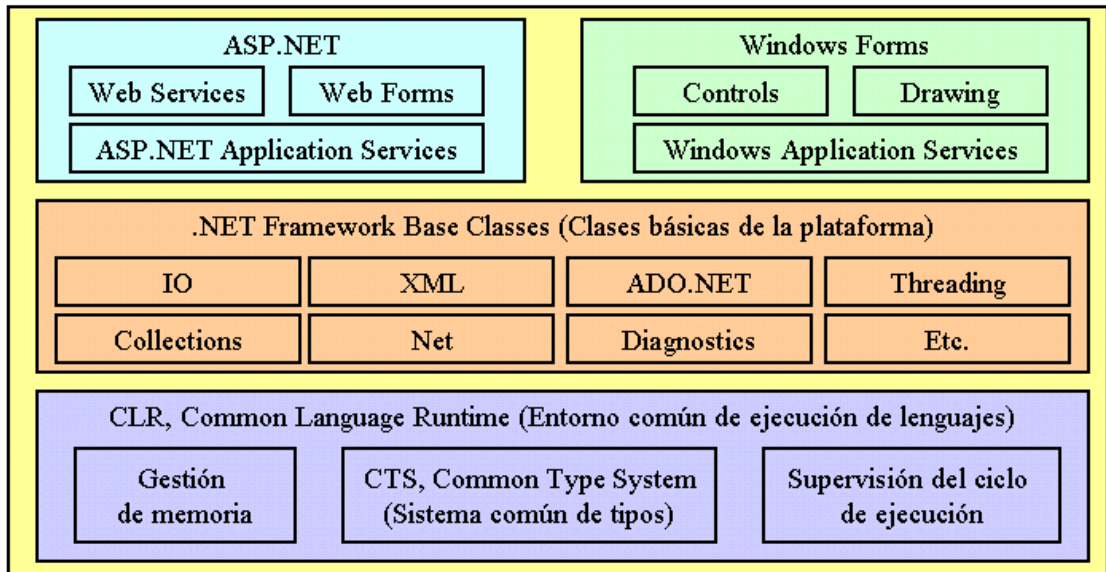 ASP.NET
Web Services
Web Forms
ASP.NET Application Services
Windows Forms
Controls
Drawing
Windows Application Services
.NET Framework Base Classes (Clases básicas de la plataforma)
IO
XML
ADO.NET
Threading
Collections
Net
Diagnostics
Etc.
CLR, Common Language Runtime (Entorno común de ejecución de lenguajes)
Gestión
de memoria
CTS, Common Type System
(Sistema común de tipos)
Supervisión del ciclo
de ejecución